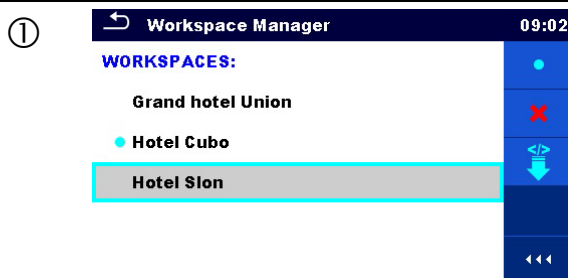 ①
Workspace Manager 09:02
WORKSPACES:
Grand hotel Union
Hotel Cubo
Hotel Slon